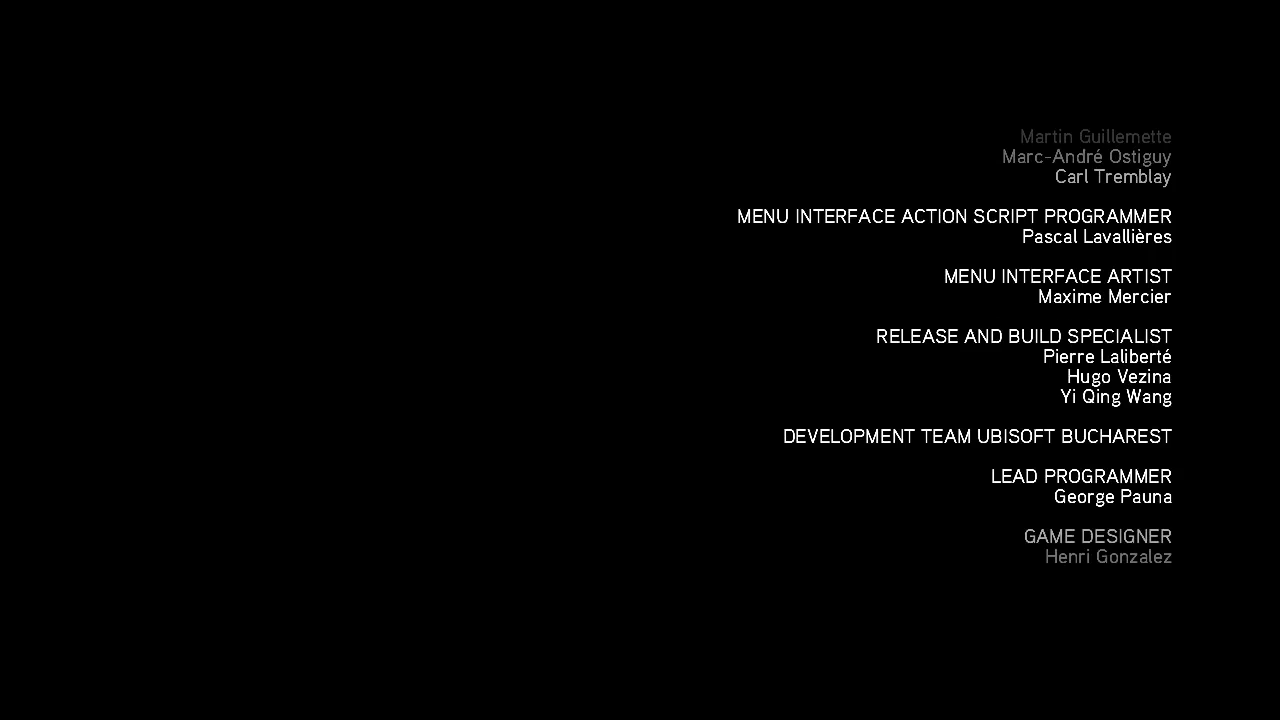 Martin Guillemette
Marc-André Ostiguy
Carl Tremblay
MENU INTERFACE ACTION SCRIPT PROGRAMMER
Pascal Lavallières
MENU INTERFACE ARTIST
Maxime Mercier
RELEASE AND BUILD SPECIALIST
Pierre Laliberté
Hugo Vezina
Yi Qing Wang
DEVELOPMENT TEAM UBISOFT BUCHAREST
LEAD PROGRAMMER
George Pauna
GAME DESIGNER
Henri Gonzalez